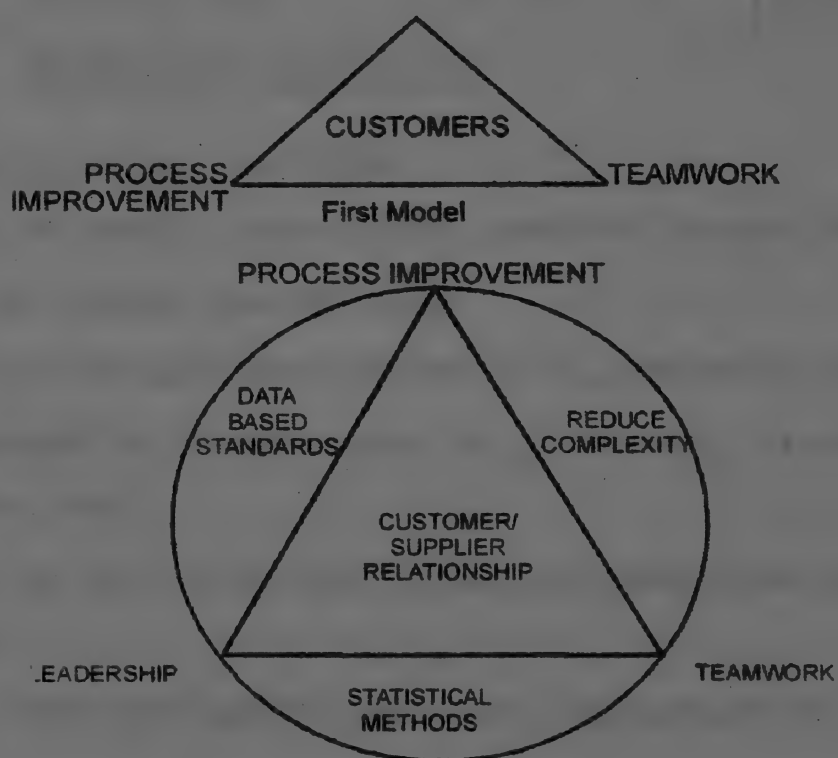 CUSTOMERS
PROCESS
IMPROVEMENT
TEAMWORK
First Model
PROCESS IMPROVEMENT
DATA
BASED
STANDARDS
REDUCE
COMPLEXITY
CUSTOMER/
SUPPLIER
RELATIONSHIP
LEADERSHIP
TEAMWORK
STATISTICAL
METHODS